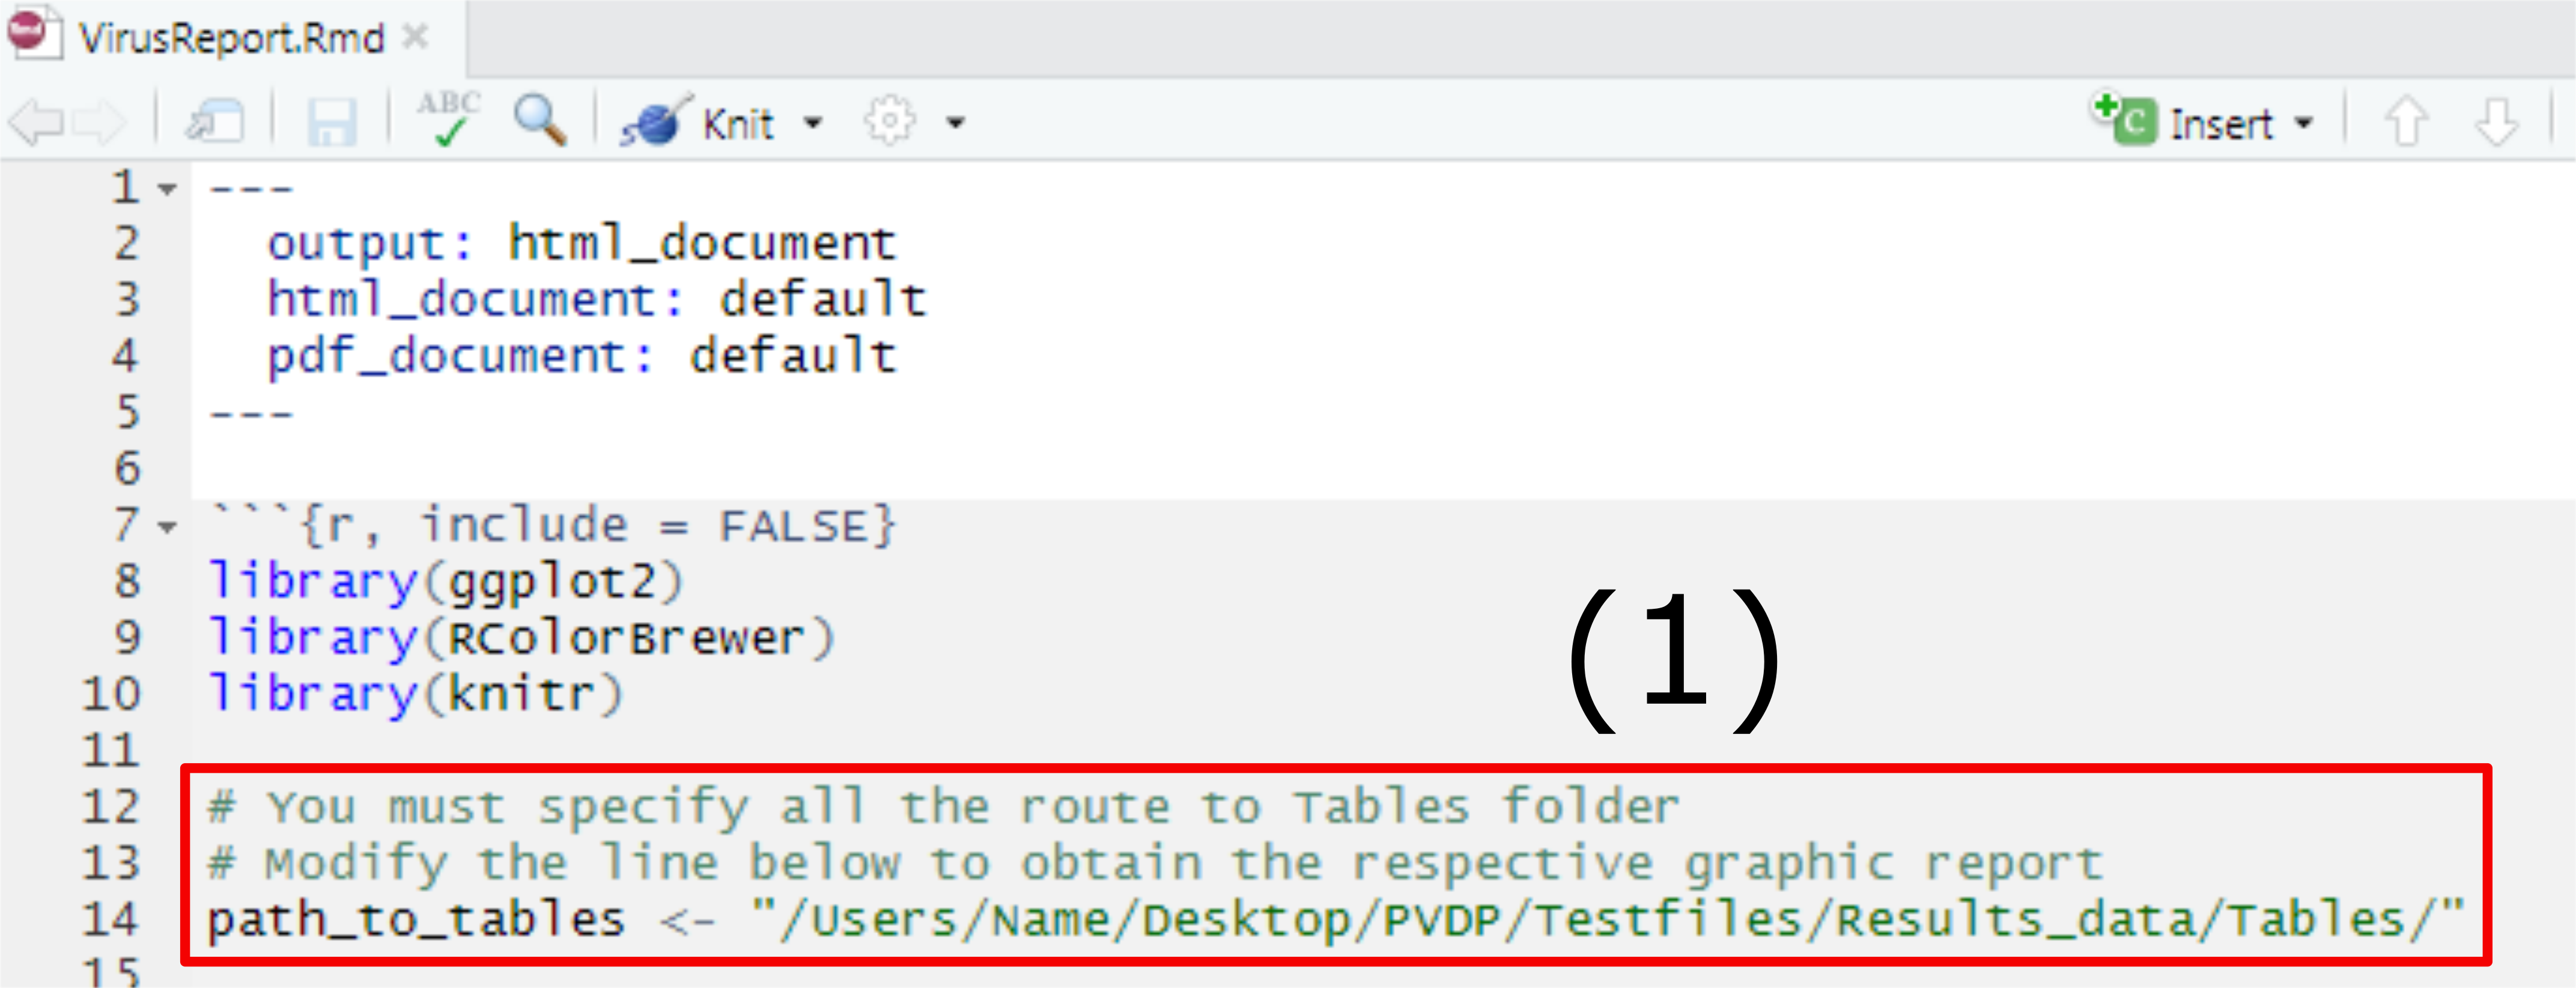 VirusReport.Rmd
ABC Knit Insert
1 ---
2 output: html_document
3 html_document: default
4 pdf_document: default
5 ---
6
7 ```{r, include = FALSE}
8 library(ggplot2)
9 library(RColorBrewer)
10 library(knitr)
(1)
11
12 # You must specify all the route to Tables folder
13 # Modify the line below to obtain the respective graphic report
14 path_to_tables <- "/Users/Name/Desktop/PVDP/Testfiles/Results_data/Tables/"
15